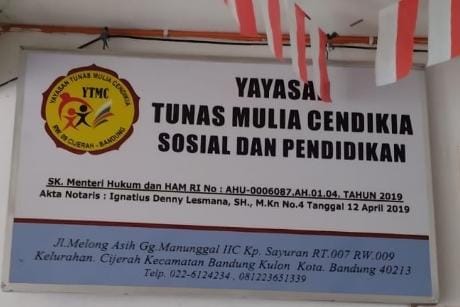 YAYASAN TUNAS MULIA CENDIKIA
YTMC
RW. 09 CIJERAH - BANDUNG
YAYASAN
TUNAS MULIA CENDIKIA
SOSIAL DAN PENDIDIKAN
SK. Menteri Hukum dan HAM RI No : AHU-0006087.AH.01.04. TAHUN 2019
Akta Notaris : Ignatius Denny Lesmana, SH., M.Kn No.4 Tanggal 12 April 2019
Jl.Melong Asih Gg.Manunggal IIC Kp. Sayuran RT.007 RW.009
Kelurahan. Cijerah Kecamatan Bandung Kulon Kota. Bandung 40213
Telp. 022-6124234 , 081223651339